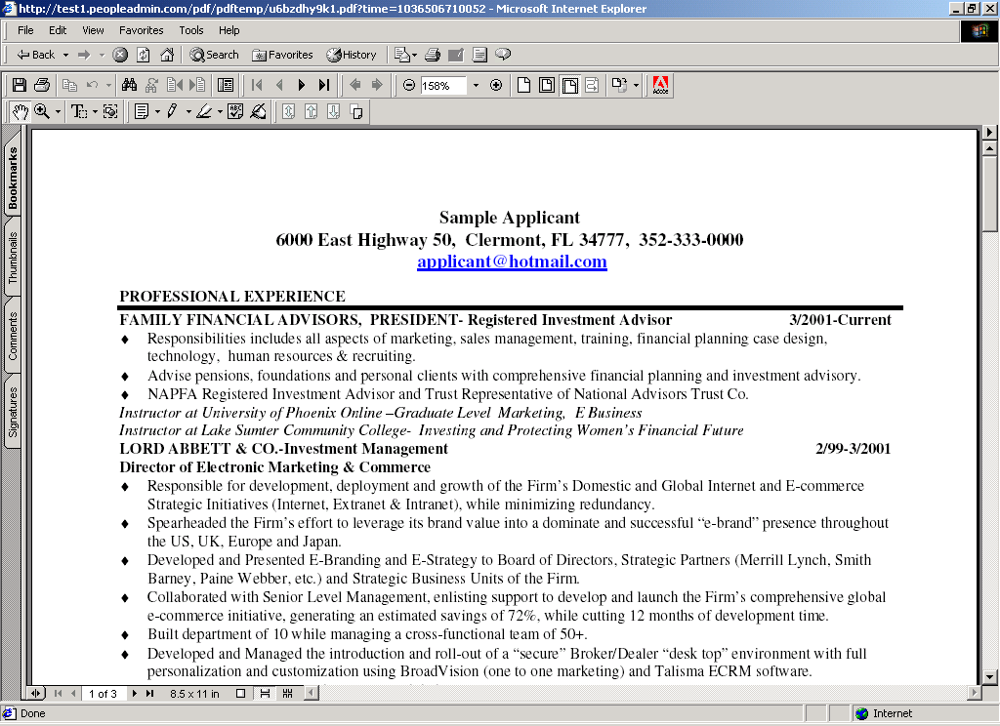 http://test1.peopleadmin.com/pdf/pdftemp/u6bzdhy9k1.pdf?time=1036506710052 - Microsoft Internet Explorer
File Edit View Favorites Tools Help
Back Search Favorites History
158% Adobe
Bookmarks
Thumbnails
Comments
Signatures
Sample Applicant
6000 East Highway 50, Clermont, FL 34777, 352-333-0000
applicant@hotmail.com
PROFESSIONAL EXPERIENCE
FAMILY FINANCIAL ADVISORS, PRESIDENT- Registered Investment Advisor 3/2001-Current
♦ Responsibilities includes all aspects of marketing, sales management, training, financial planning case design,
technology, human resources & recruiting.
♦ Advise pensions, foundations and personal clients with comprehensive financial planning and investment advisory.
♦ NAPFA Registered Investment Advisor and Trust Representative of National Advisors Trust Co.
Instructor at University of Phoenix Online –Graduate Level Marketing, E Business
Instructor at Lake Sumter Community College- Investing and Protecting Women’s Financial Future
LORD ABBETT & CO.-Investment Management 2/99-3/2001
Director of Electronic Marketing & Commerce
♦ Responsible for development, deployment and growth of the Firm’s Domestic and Global Internet and E-commerce
Strategic Initiatives (Internet, Extranet & Intranet), while minimizing redundancy.
♦ Spearheaded the Firm’s effort to leverage its brand value into a dominate and successful “e-brand” presence throughout
the US, UK, Europe and Japan.
♦ Developed and Presented E-Branding and E-Strategy to Board of Directors, Strategic Partners (Merrill Lynch, Smith
Barney, Paine Webber, etc.) and Strategic Business Units of the Firm.
♦ Collaborated with Senior Level Management, enlisting support to develop and launch the Firm’s comprehensive global
e-commerce initiative, generating an estimated savings of 72%, while cutting 12 months of development time.
♦ Built department of 10 while managing a cross-functional team of 50+.
♦ Developed and Managed the introduction and roll-out of a “secure” Broker/Dealer “desk top” environment with full
personalization and customization using BroadVision (one to one marketing) and Talisma ECRM software.
1 of 3 8.5 x 11 in
Done Internet